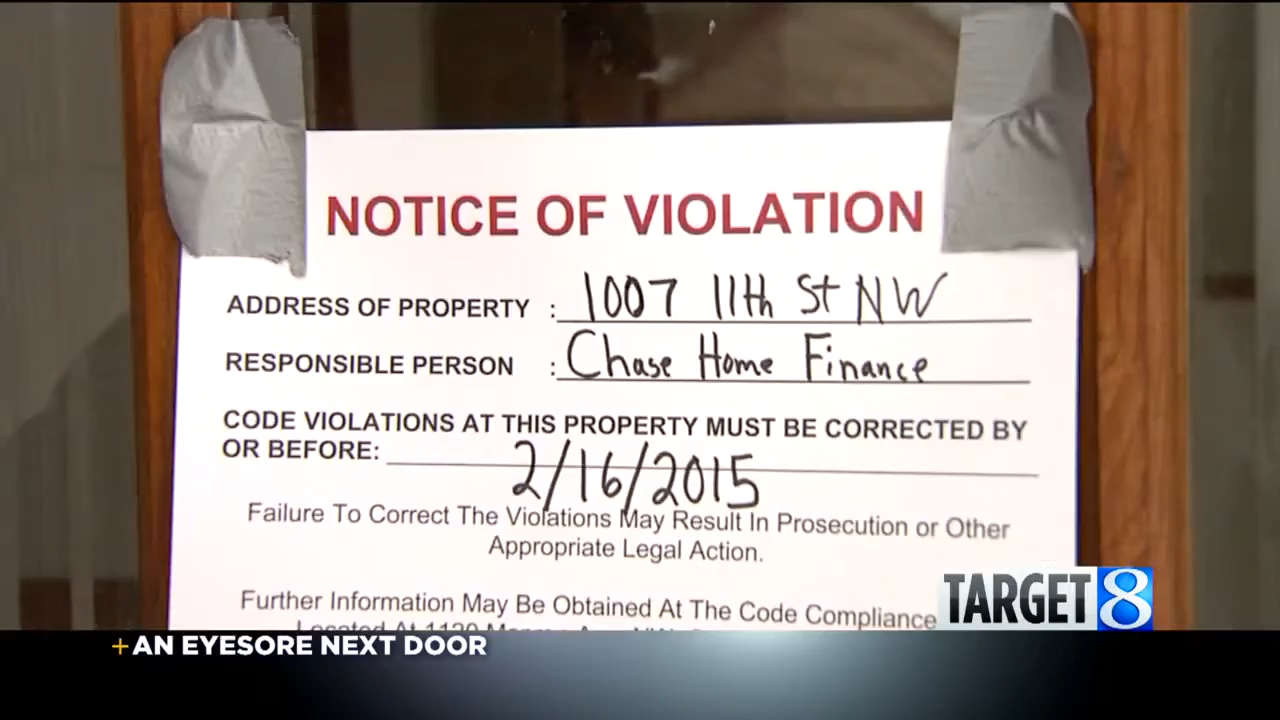 NOTICE OF VIOLATION
ADDRESS OF PROPERTY : 1007 11th St NW
RESPONSIBLE PERSON : Chase Home Finance
CODE VIOLATIONS AT THIS PROPERTY MUST BE CORRECTED BY
OR BEFORE: 2/16/2015
Failure To Correct The Violations May Result In Prosecution or Other
Appropriate Legal Action.
Further Information May Be Obtained At The Code Compliance
Located At 1120
TARGET 8
+AN EYESORE NEXT DOOR